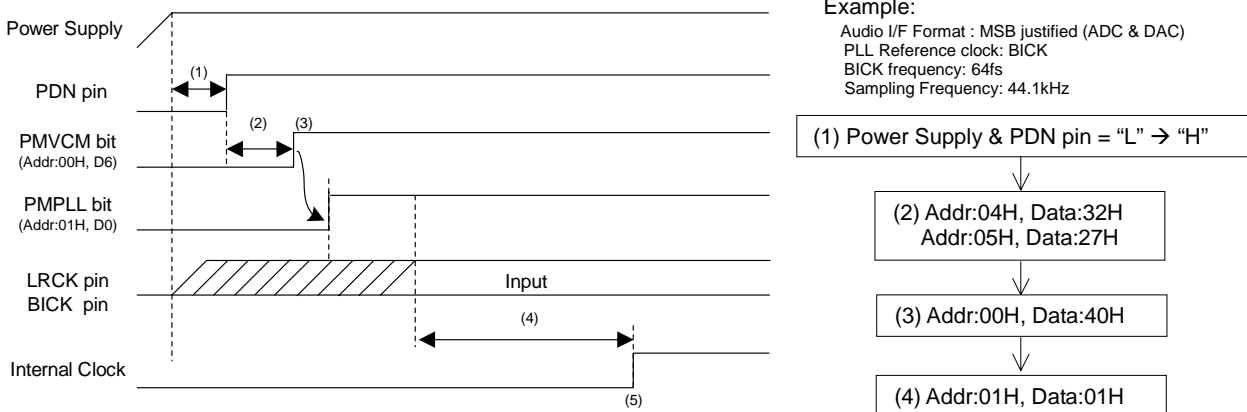 Power Supply
(1)
PDN pin
(2)
(3)
PMVCM bit
(Addr:00H, D6)
PMPLL bit
(Addr:01H, D0)
LRCK pin
BICK pin
Input
(4)
Internal Clock
(5)
Example:
Audio I/F Format : MSB justified (ADC & DAC)
PLL Reference clock: BICK
BICK frequency: 64fs
Sampling Frequency: 44.1kHz
(1) Power Supply & PDN pin = “L” → “H”
(2) Addr:04H, Data:32H
Addr:05H, Data:27H
(3) Addr:00H, Data:40H
(4) Addr:01H, Data:01H